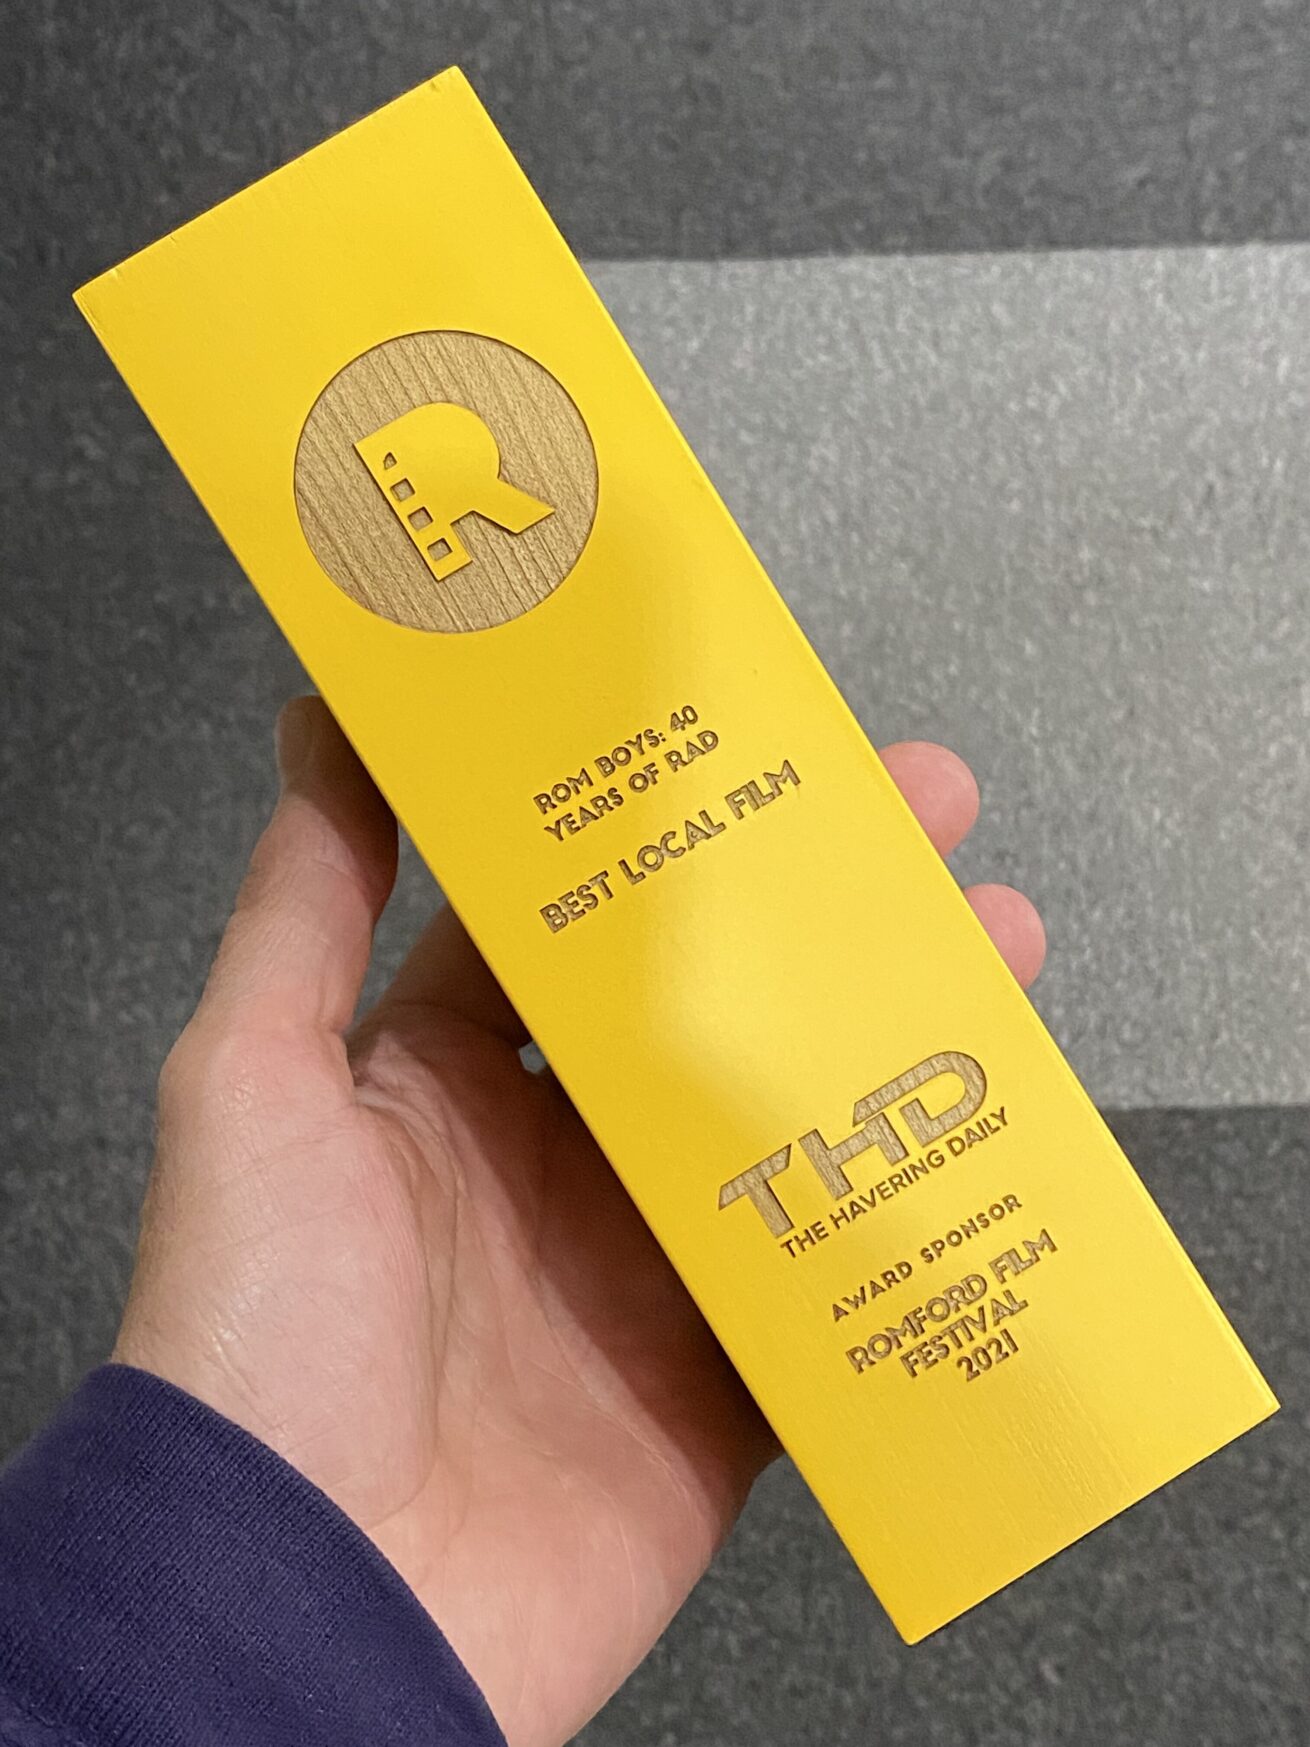 R
ROM BOYS: 40
YEARS OF RAD
BEST LOCAL FILM
THD
THE HAVERING DAILY
AWARD SPONSOR
ROMFORD FILM
FESTIVAL
2021